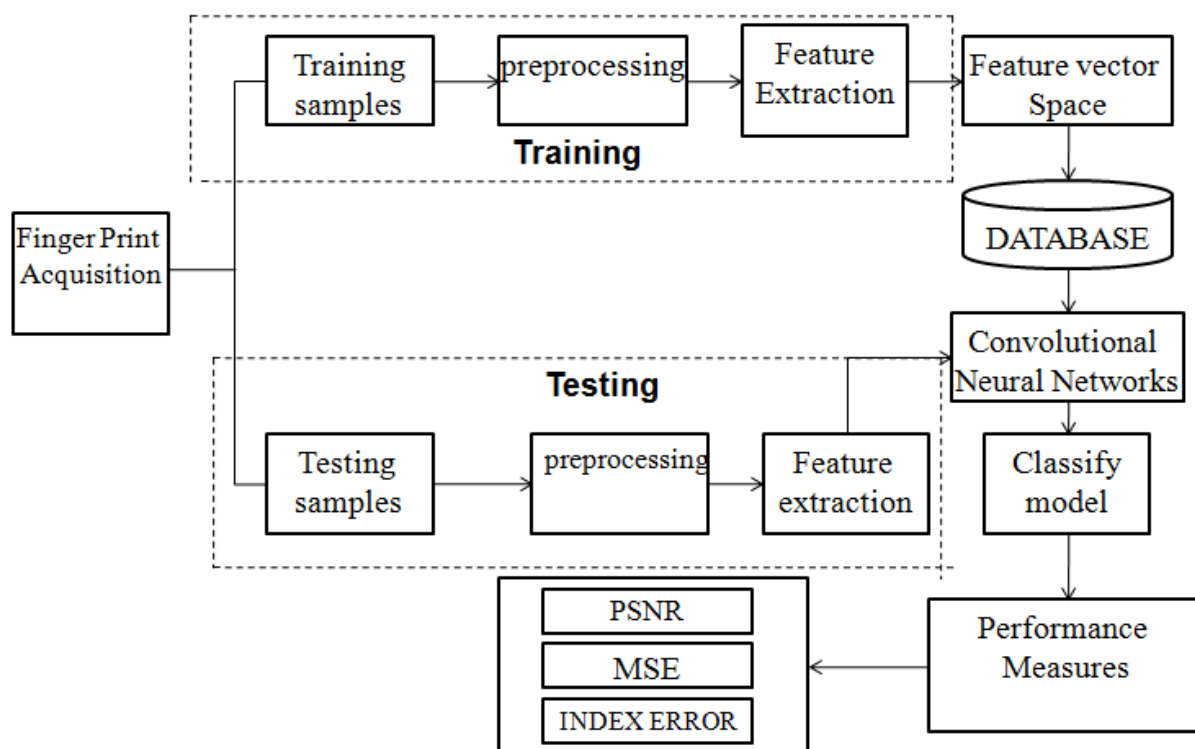 Training
samples
preprocessing
Feature
Extraction
Feature vector
Space
Training
DATABASE
Finger Print
Acquisition
Convolutional
Neural Networks
Testing
Testing
samples
preprocessing
Feature
extraction
Classify
model
PSNR
MSE
INDEX ERROR
Performance
Measures